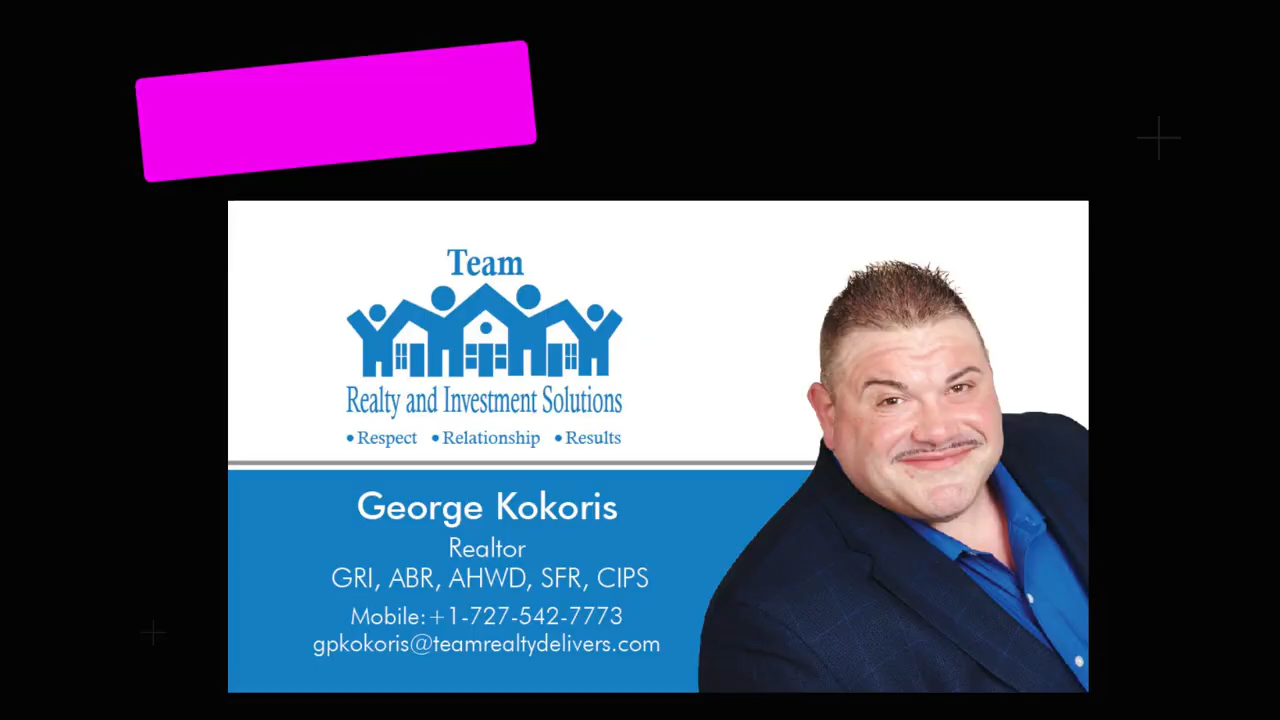 Team
Realty and Investment Solutions
• Respect • Relationship • Results
George Kokoris
Realtor
GRI, ABR, AHWD, SFR, CIPS
Mobile: +1-727-542-7773
gpkokoris@teamrealtydelivers.com